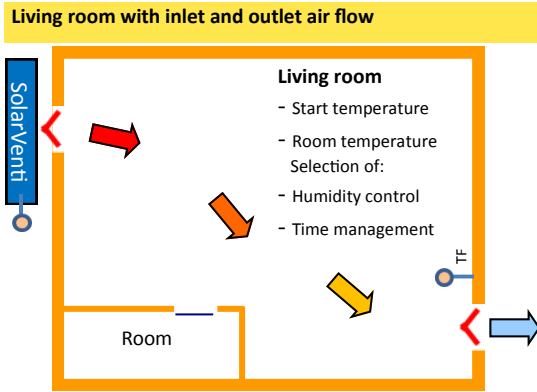 Living room with inlet and outlet air flow
SolarVenti
Living room
- Start temperature
- Room temperature
Selection of:
- Humidity control
- Time management
TF
Room